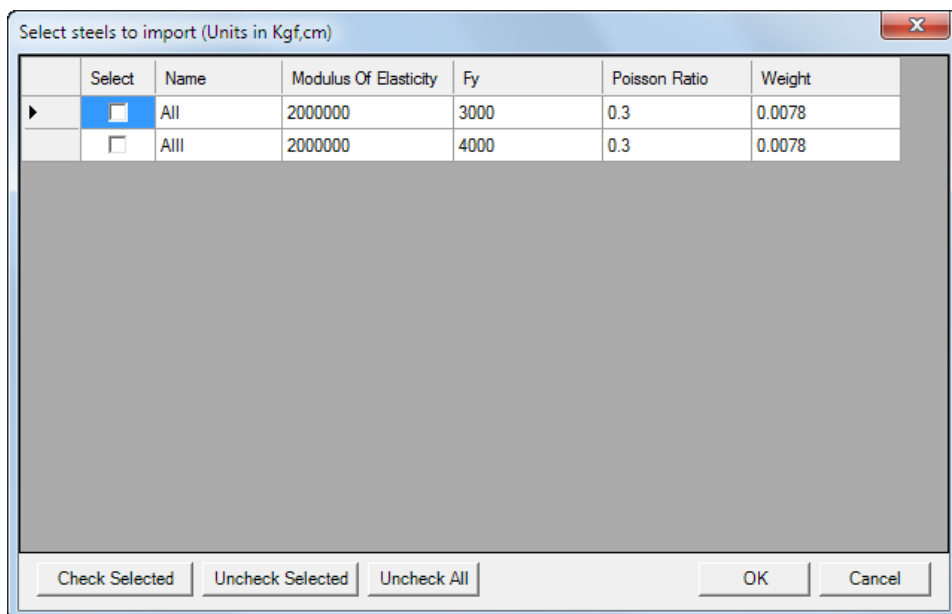 Select steels to import (Units in Kgf,cm)
Select Name Modulus Of Elasticity Fy Poisson Ratio Weight
AII 2000000 3000 0.3 0.0078
AIII 2000000 4000 0.3 0.0078
Check Selected Uncheck Selected Uncheck All OK Cancel